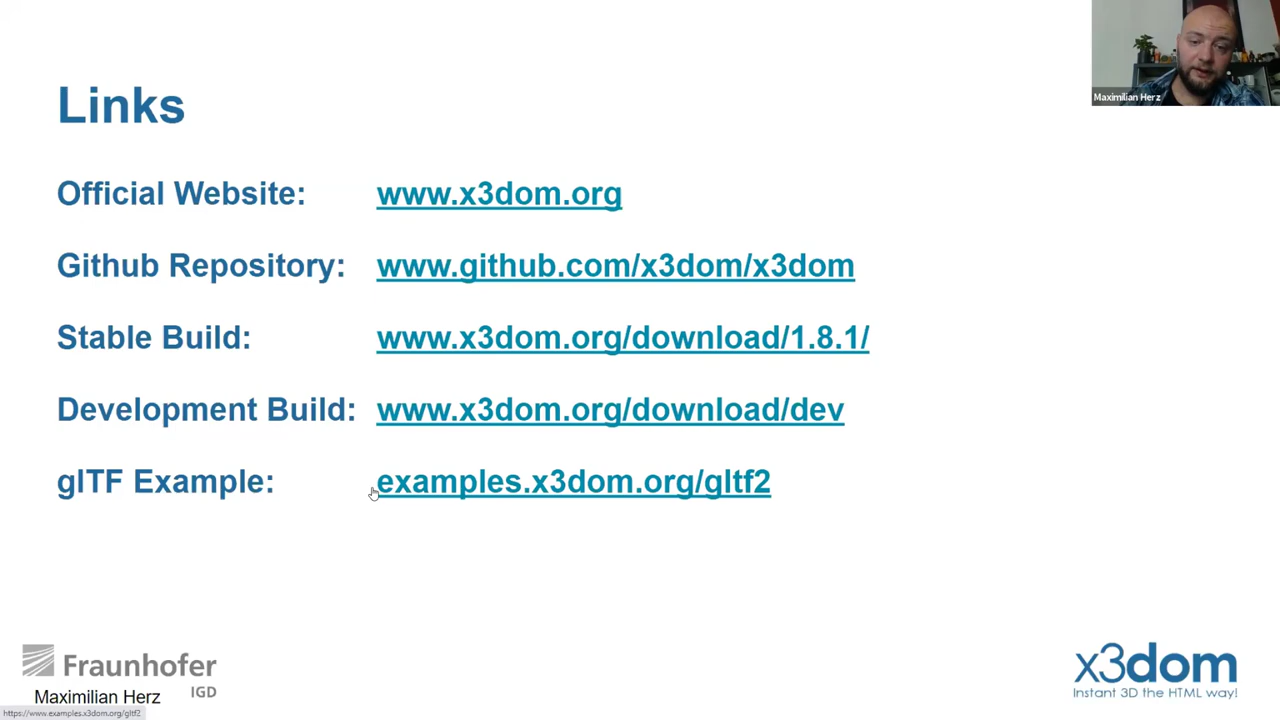 Maximilian Herz
Links
Official Website: www.x3dom.org
Github Repository: www.github.com/x3dom/x3dom
Stable Build: www.x3dom.org/download/1.8.1/
Development Build: www.x3dom.org/download/dev
glTF Example: examples.x3dom.org/gltf2
Fraunhofer
IGD
Maximilian Herz
x3dom
Instant 3D the HTML way!
https://www.examples.x3dom.org/gltf2